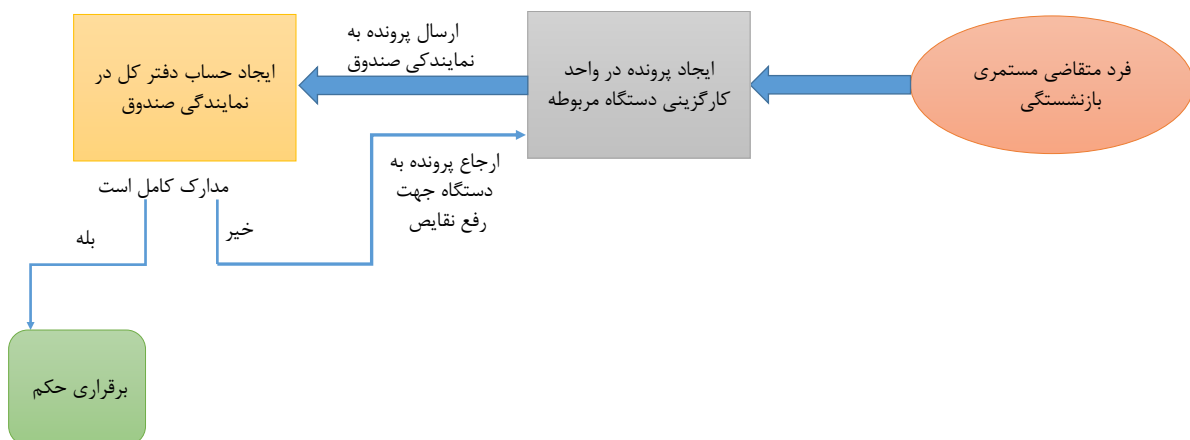 فرد متقاضی مستمری
بازنشستگی
ایجاد پرونده در واحد
کارگزینی دستگاه مربوطه
ارسال پرونده به
نمایندکی صندوق
ایجاد حساب دفتر کل در
نمایندگی صندوق
مدارک کامل است
خیر
ارجاع پرونده به
دستگاه جهت
رفع نقایص
بله
برقراری حکم